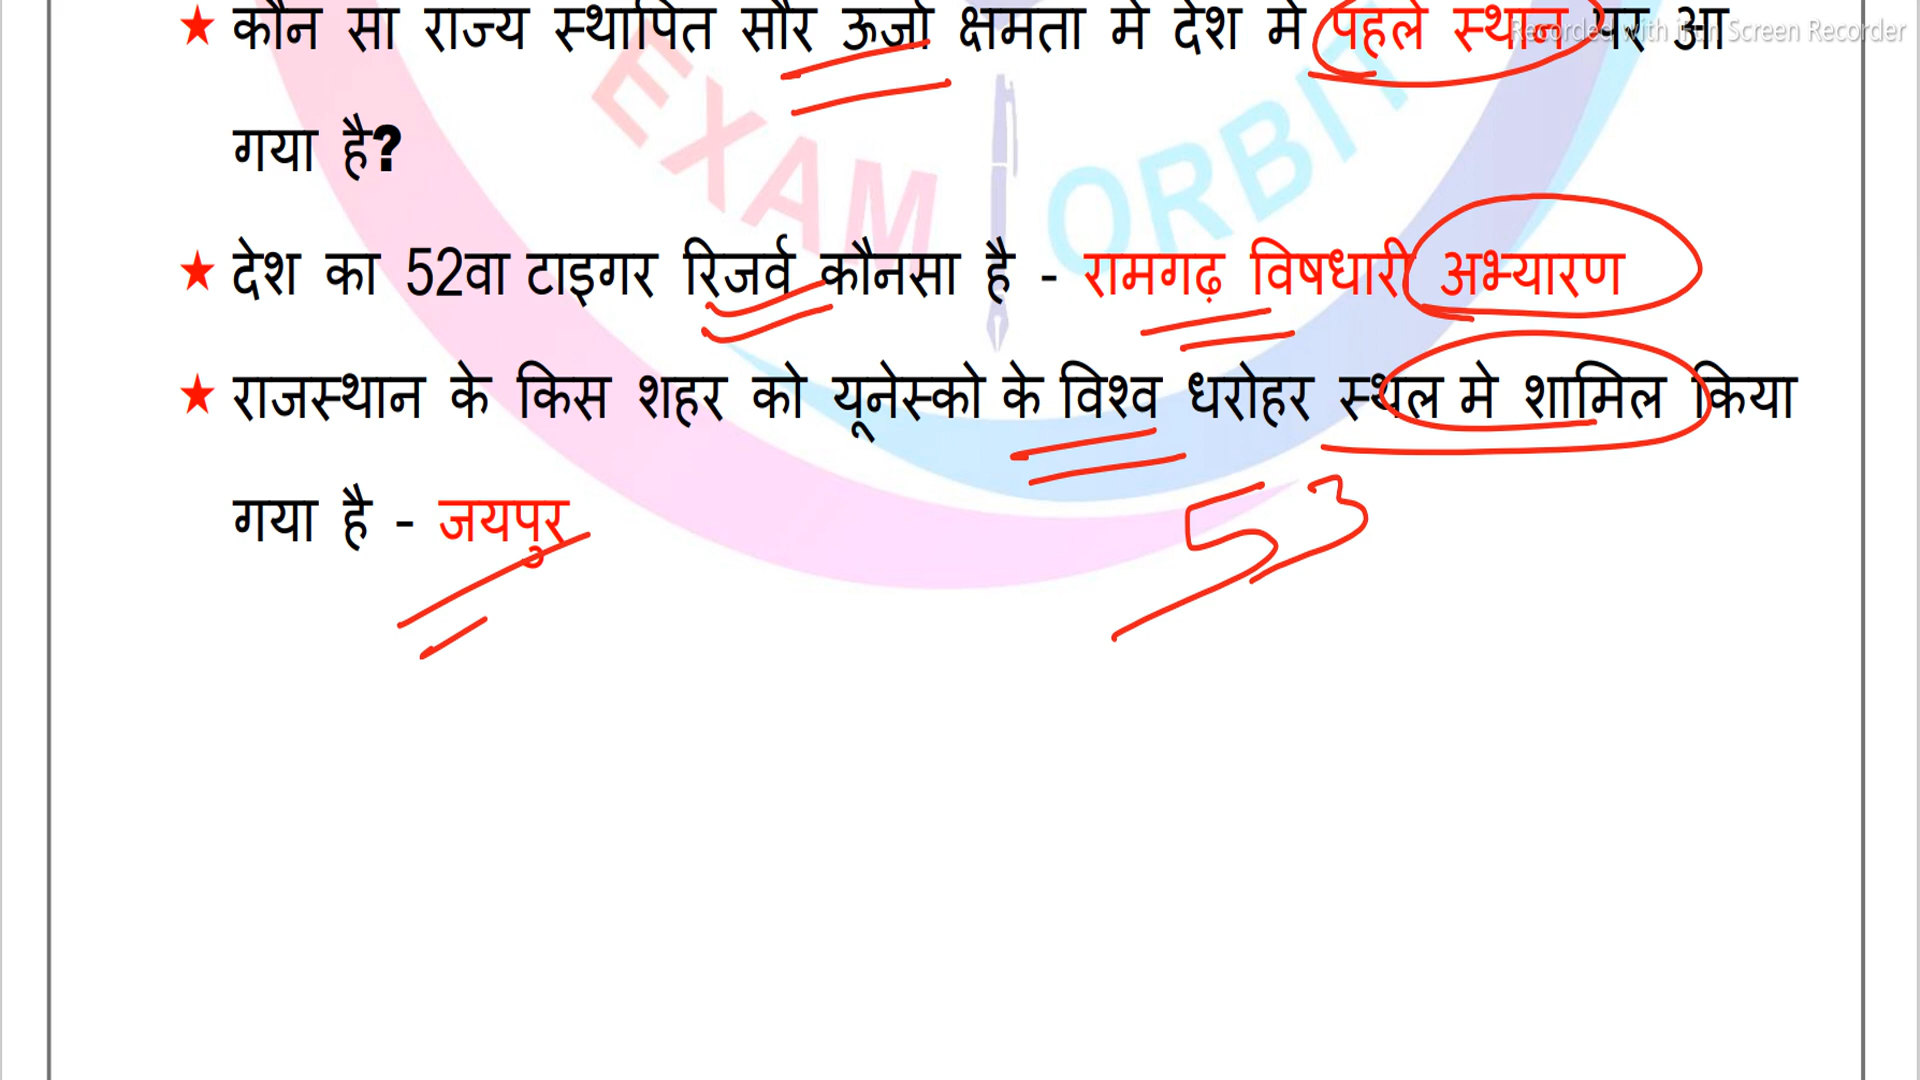 ★ कौन सा राज्य स्थापित सौर ऊर्जा क्षमता मे देश मे पहले स्थान पर आ
Recorded with iFun Screen Recorder
गया है?
EXAM ORBIT
★ देश का 52वा टाइगर रिजर्व कौनसा है - रामगढ़ विषधारी अभ्यारण
★ राजस्थान के किस शहर को यूनेस्को के विश्व धरोहर स्थल मे शामिल किया
गया है - जयपुर
53